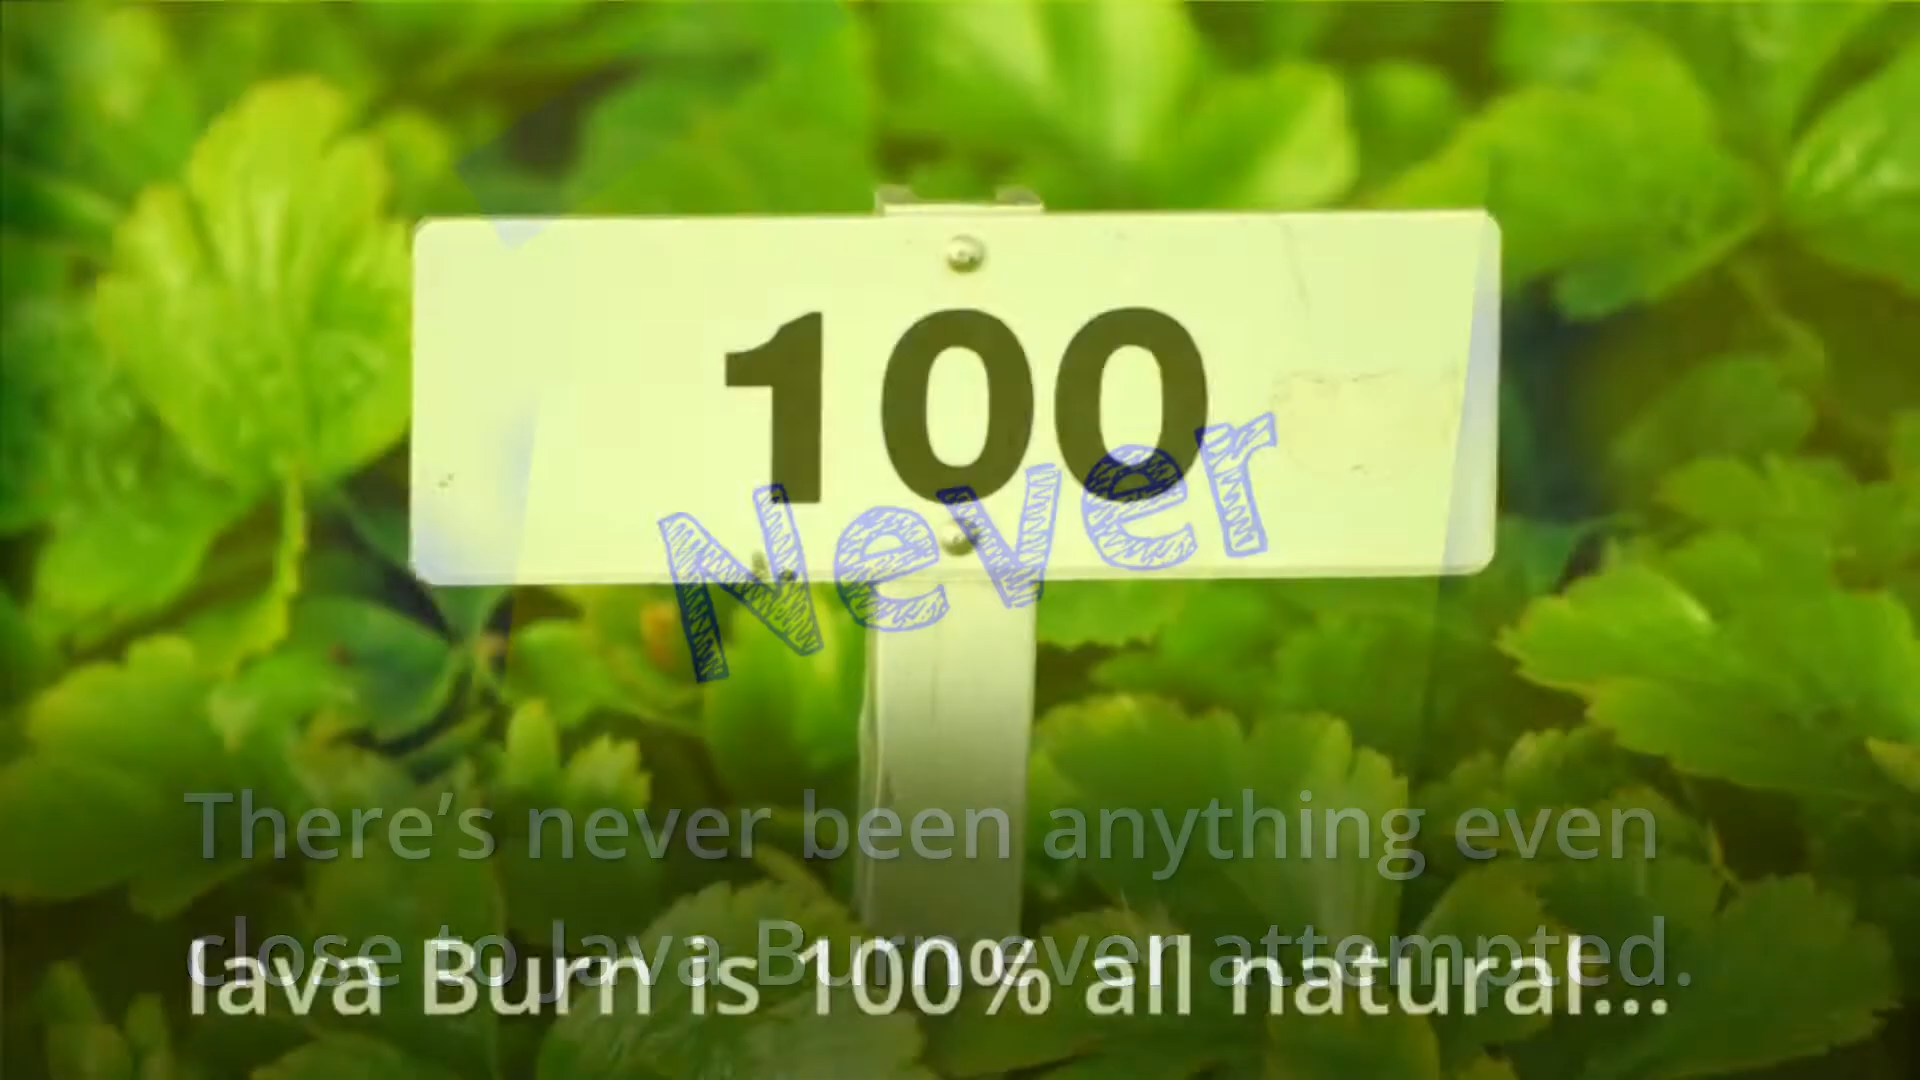 100
Never
There's never been anything even
close to Java Burn ever attempted.
Java Burn is 100% all natural...